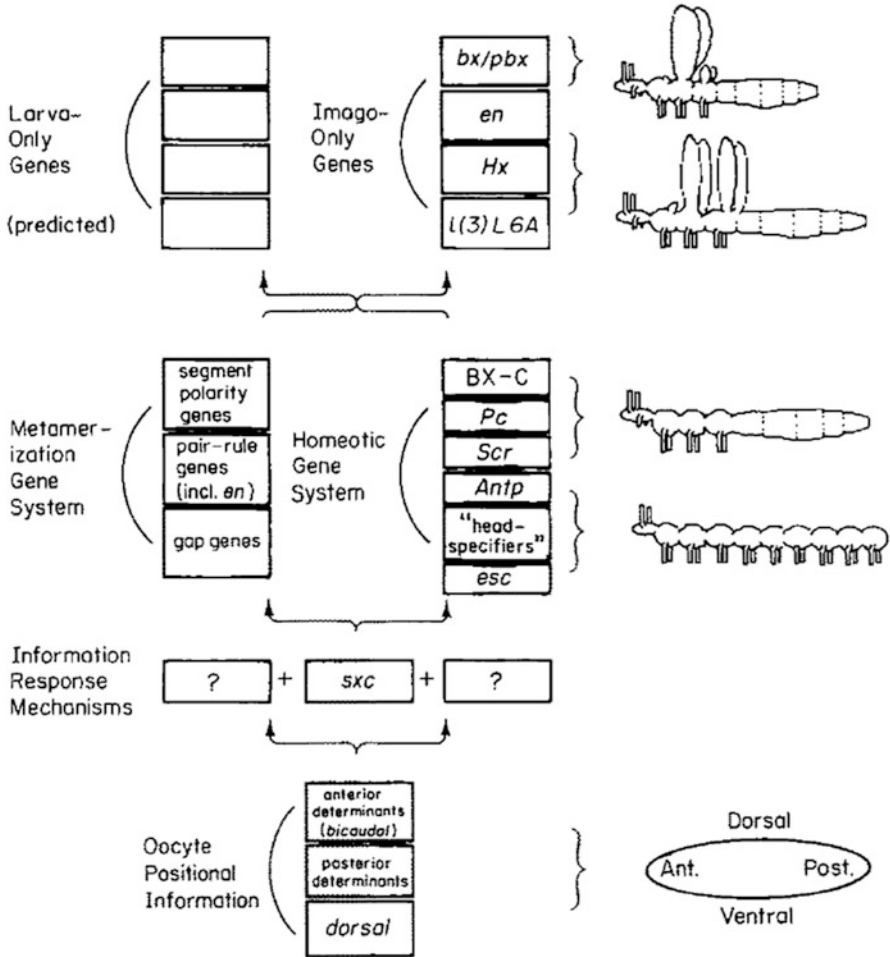 Larva-
Only
Genes
(predicted)
Imago-
Only
Genes
bx/pbx
en
Hx
l(3)L6A
Metamer-
ization
Gene
System
segment
polarity
genes
pair-rule
genes
(incl. en)
gap genes
Homeotic
Gene
System
BX-C
Pc
Scr
Antp
"head-
specifiers"
esc
Information
Response
Mechanisms
? + sxc + ?
Oocyte
Positional
Information
anterior
determinants
(bicaudal)
posterior
determinants
dorsal
Dorsal
Ant. Post.
Ventral